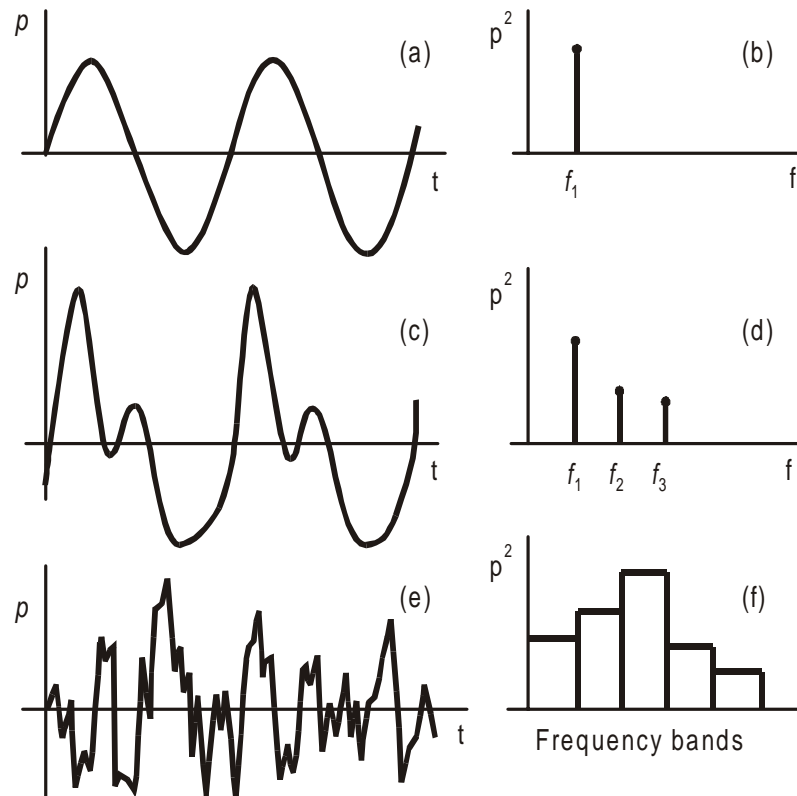 p
(a)
t
p²
(b)
f₁
f
p
(c)
t
p²
(d)
f₁ f₂ f₃
f
p
(e)
t
p²
(f)
Frequency bands